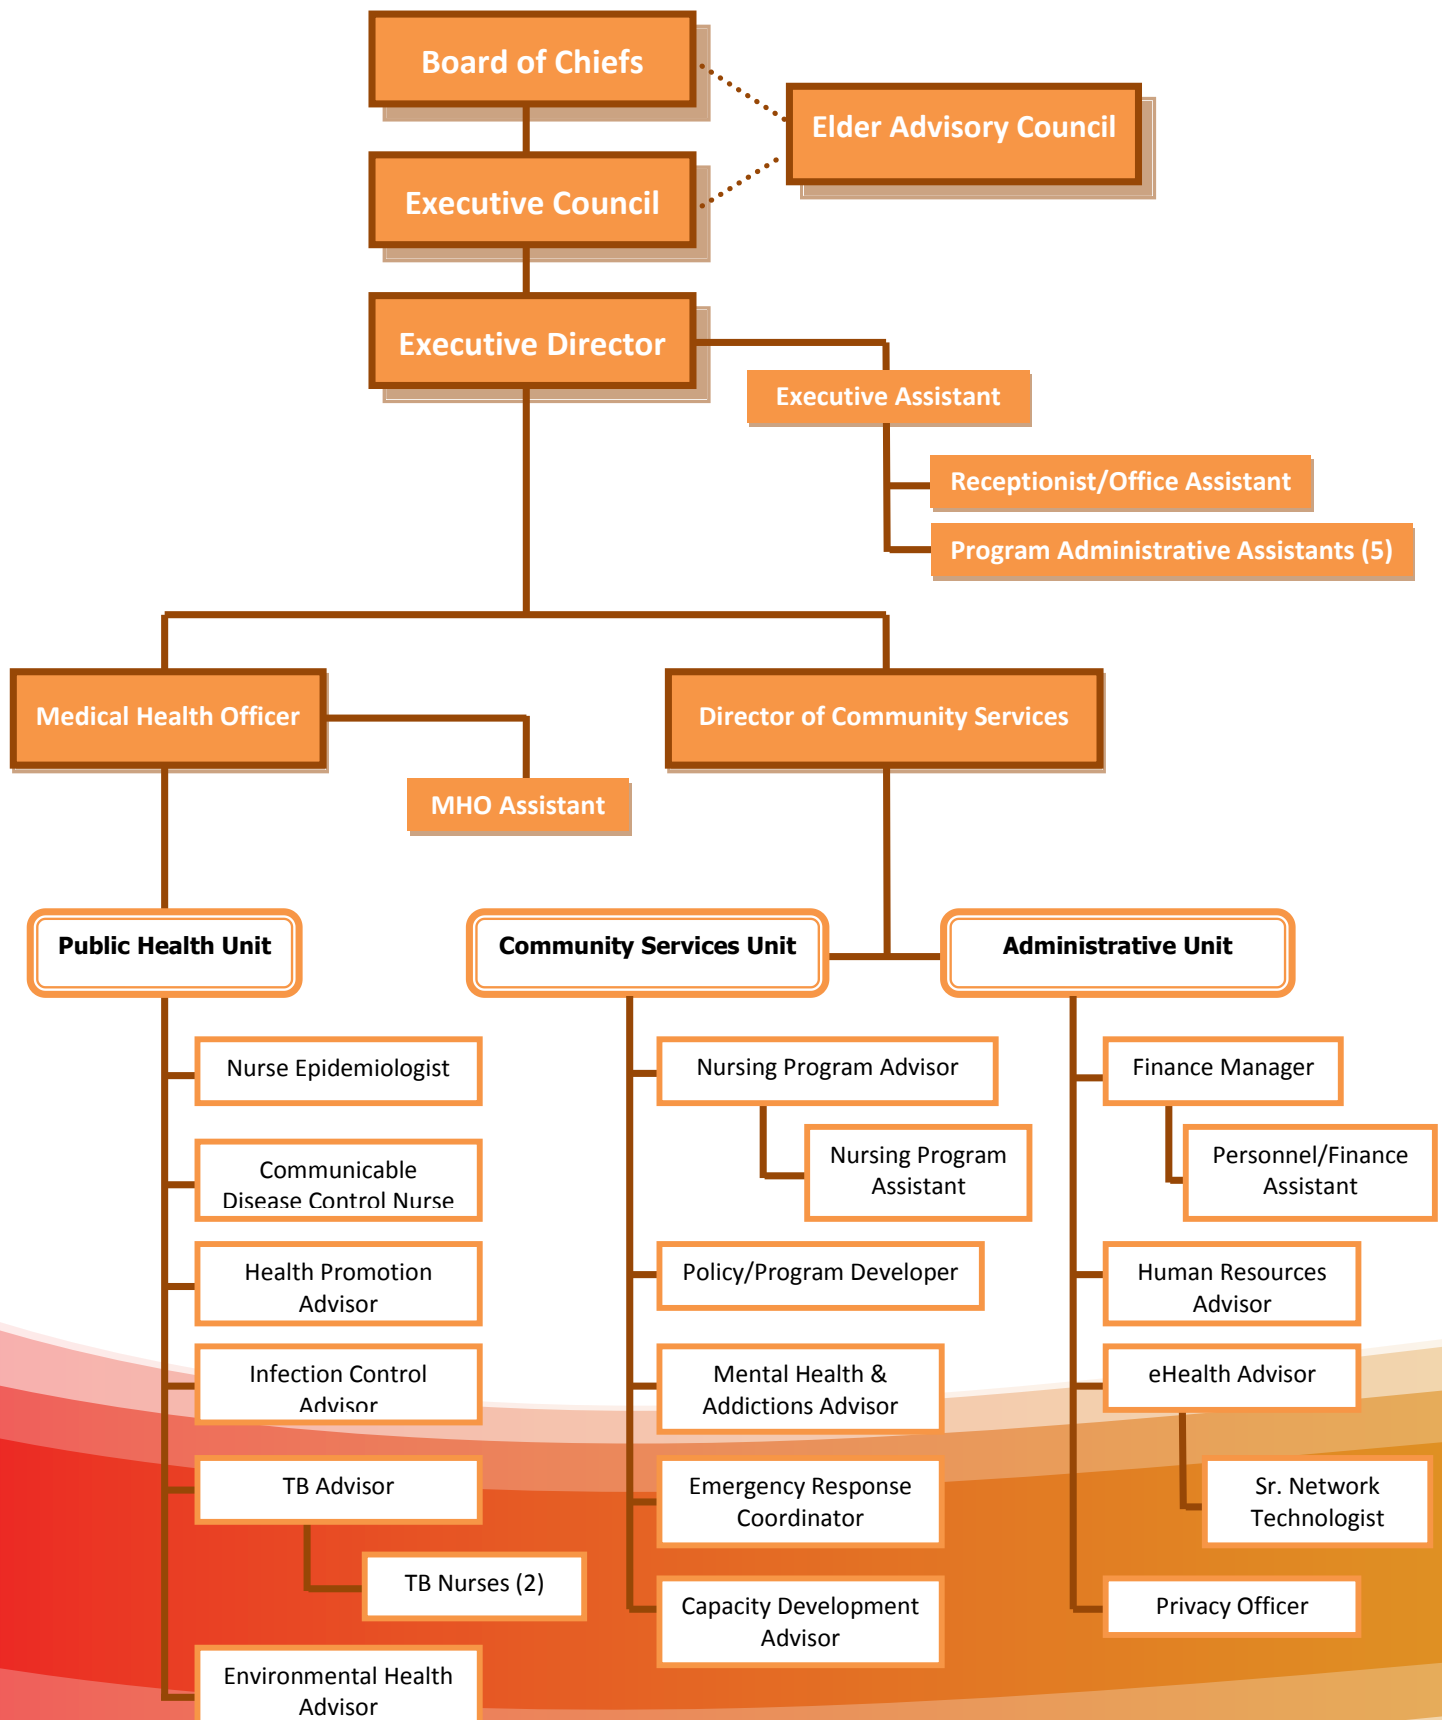 Board of Chiefs
Elder Advisory Council
Executive Council
Executive Director
Executive Assistant
Receptionist/Office Assistant
Program Administrative Assistants (5)
Medical Health Officer
Director of Community Services
MHO Assistant
Public Health Unit
Community Services Unit
Administrative Unit
Nurse Epidemiologist
Communicable
Disease Control Nurse
Health Promotion
Advisor
Infection Control
Advisor
TB Advisor
TB Nurses (2)
Environmental Health
Advisor
Nursing Program Advisor
Nursing Program
Assistant
Policy/Program Developer
Mental Health &
Addictions Advisor
Emergency Response
Coordinator
Capacity Development
Advisor
Finance Manager
Personnel/Finance
Assistant
Human Resources
Advisor
eHealth Advisor
Sr. Network
Technologist
Privacy Officer